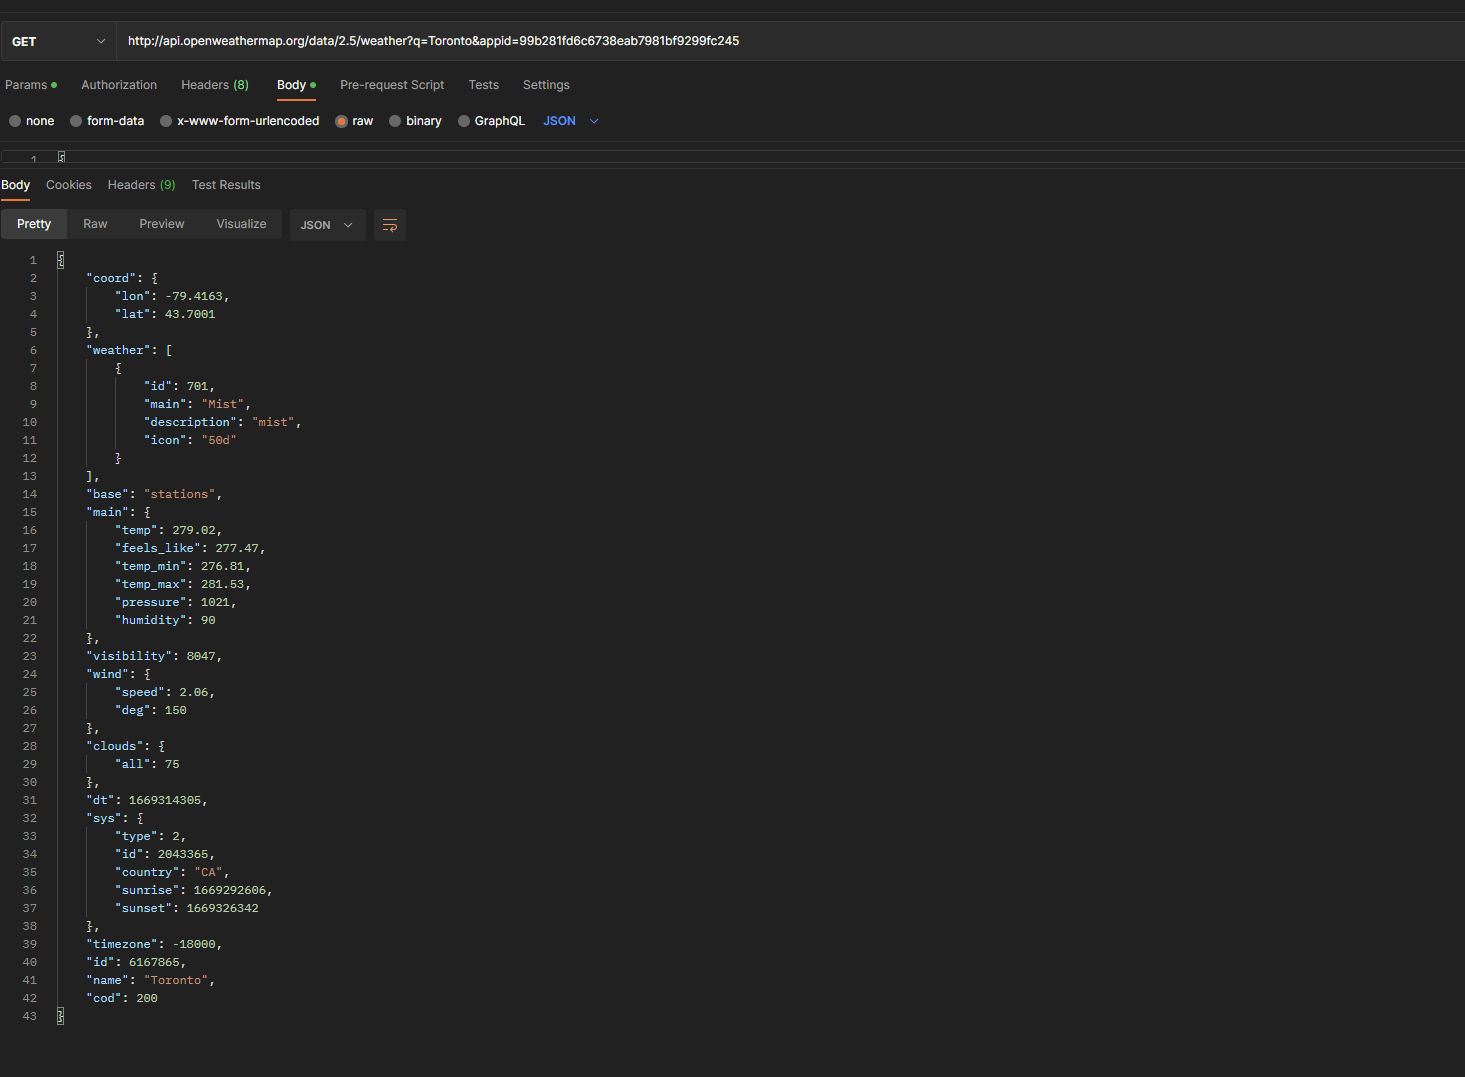 GET http://api.openweathermap.org/data/2.5/weather?q=Toronto&appid=99b281fd6c6738eab7981bf9299fc245
Params Authorization Headers (8) Body Pre-request Script Tests Settings
none form-data x-www-form-urlencoded raw binary GraphQL JSON
1 {
Body Cookies Headers (9) Test Results
Pretty Raw Preview Visualize JSON
1 {
2 "coord": {
3 "lon": -79.4163,
4 "lat": 43.7001
5 },
6 "weather": [
7 {
8 "id": 701,
9 "main": "Mist",
10 "description": "mist",
11 "icon": "50d"
12 }
13 ],
14 "base": "stations",
15 "main": {
16 "temp": 279.02,
17 "feels_like": 277.47,
18 "temp_min": 276.81,
19 "temp_max": 281.53,
20 "pressure": 1021,
21 "humidity": 90
22 },
23 "visibility": 8047,
24 "wind": {
25 "speed": 2.06,
26 "deg": 150
27 },
28 "clouds": {
29 "all": 75
30 },
31 "dt": 1669314305,
32 "sys": {
33 "type": 2,
34 "id": 2043365,
35 "country": "CA",
36 "sunrise": 1669292606,
37 "sunset": 1669326342
38 },
39 "timezone": -18000,
40 "id": 6167865,
41 "name": "Toronto",
42 "cod": 200
43 }